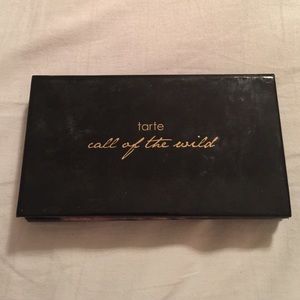 tarte
call of the wild